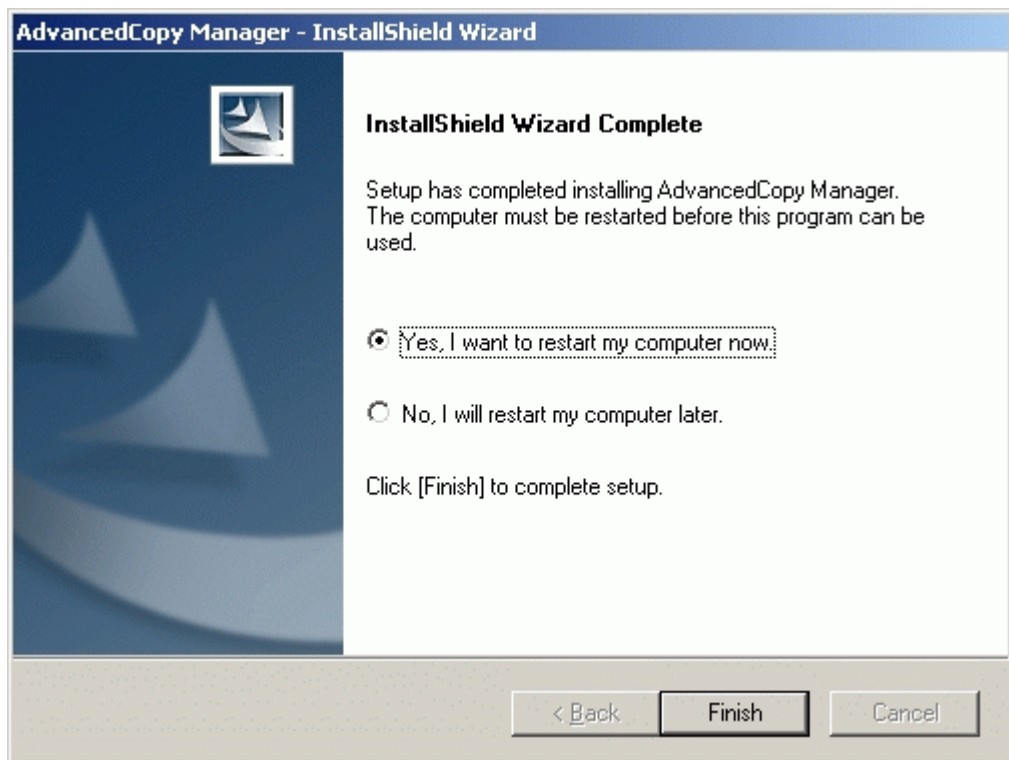 AdvancedCopy Manager - InstallShield Wizard
InstallShield Wizard Complete
Setup has completed installing AdvancedCopy Manager.
The computer must be restarted before this program can be
used.
Yes, I want to restart my computer now.
No, I will restart my computer later.
Click [Finish] to complete setup.
< Back
Finish
Cancel